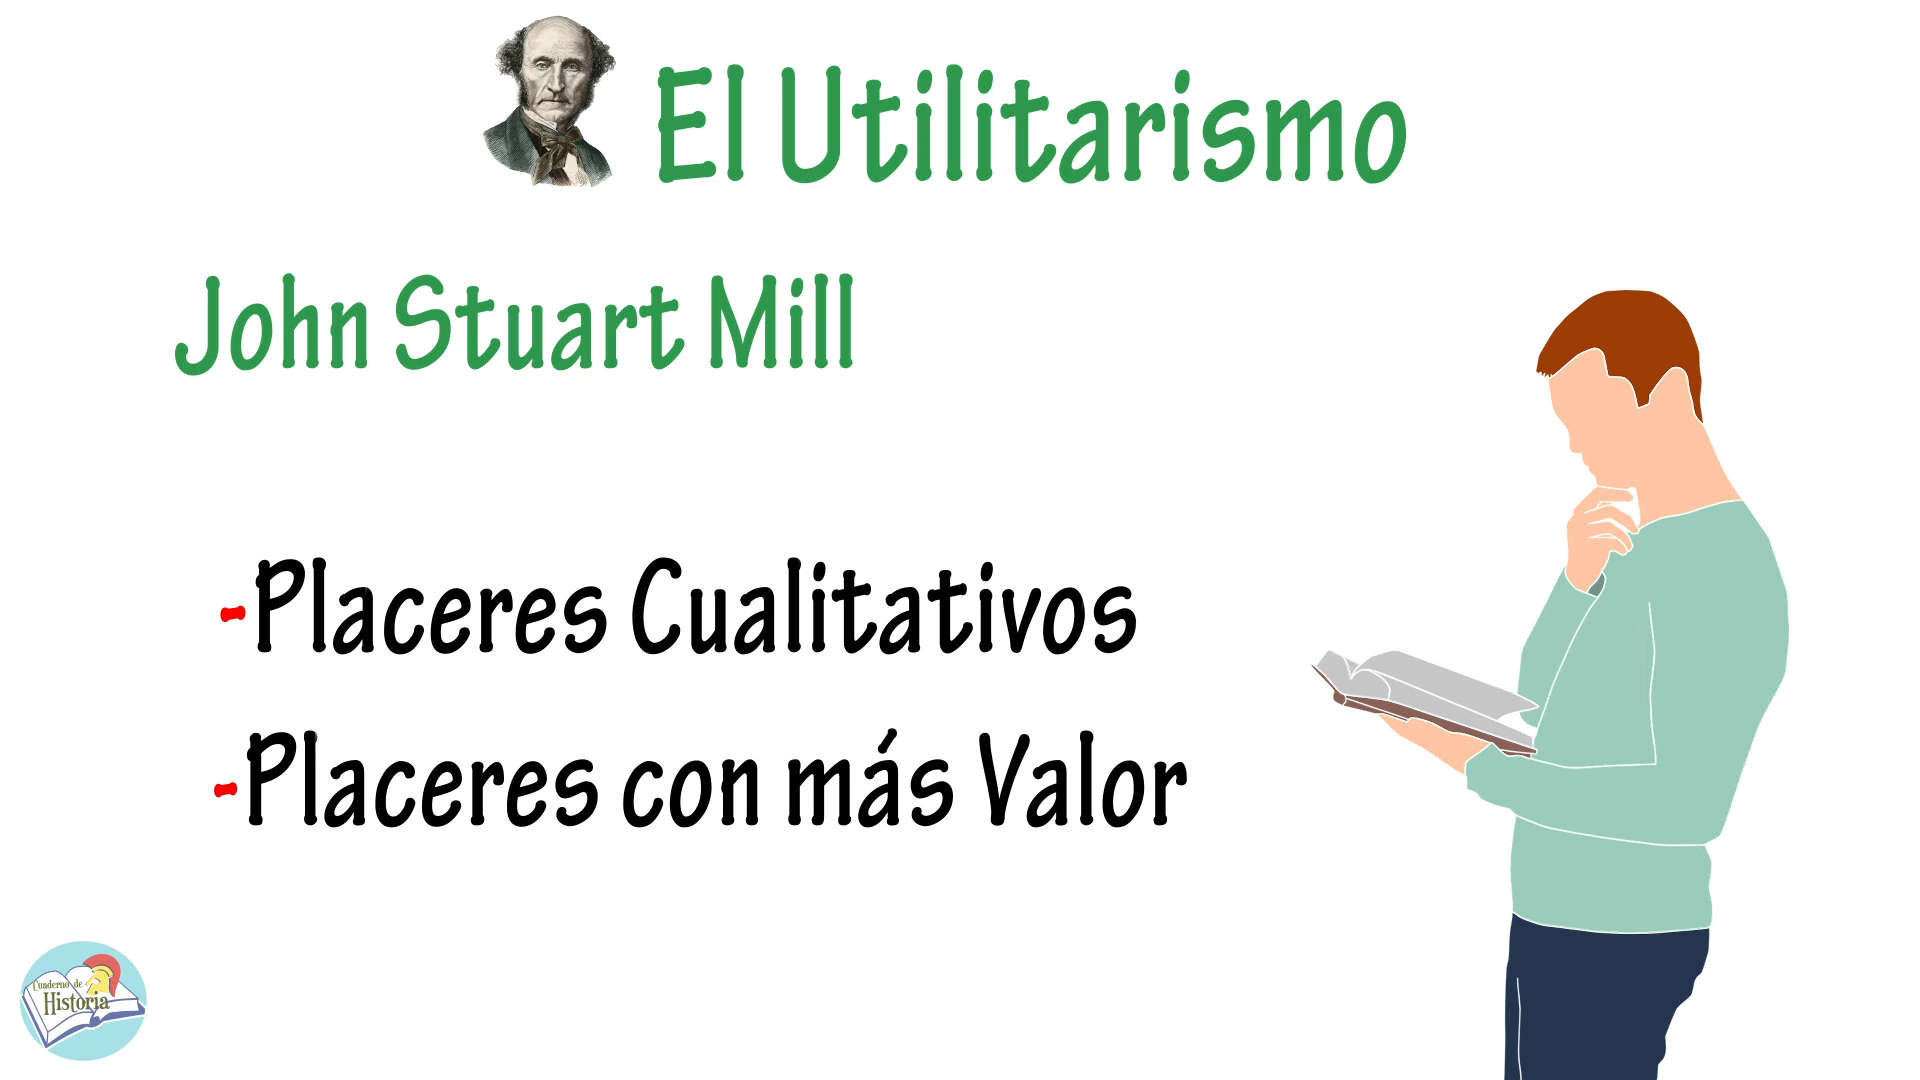 El Utilitarismo
John Stuart Mill
-Placeres Cualitativos
-Placeres con más Valor
Cuaderno de
Historia